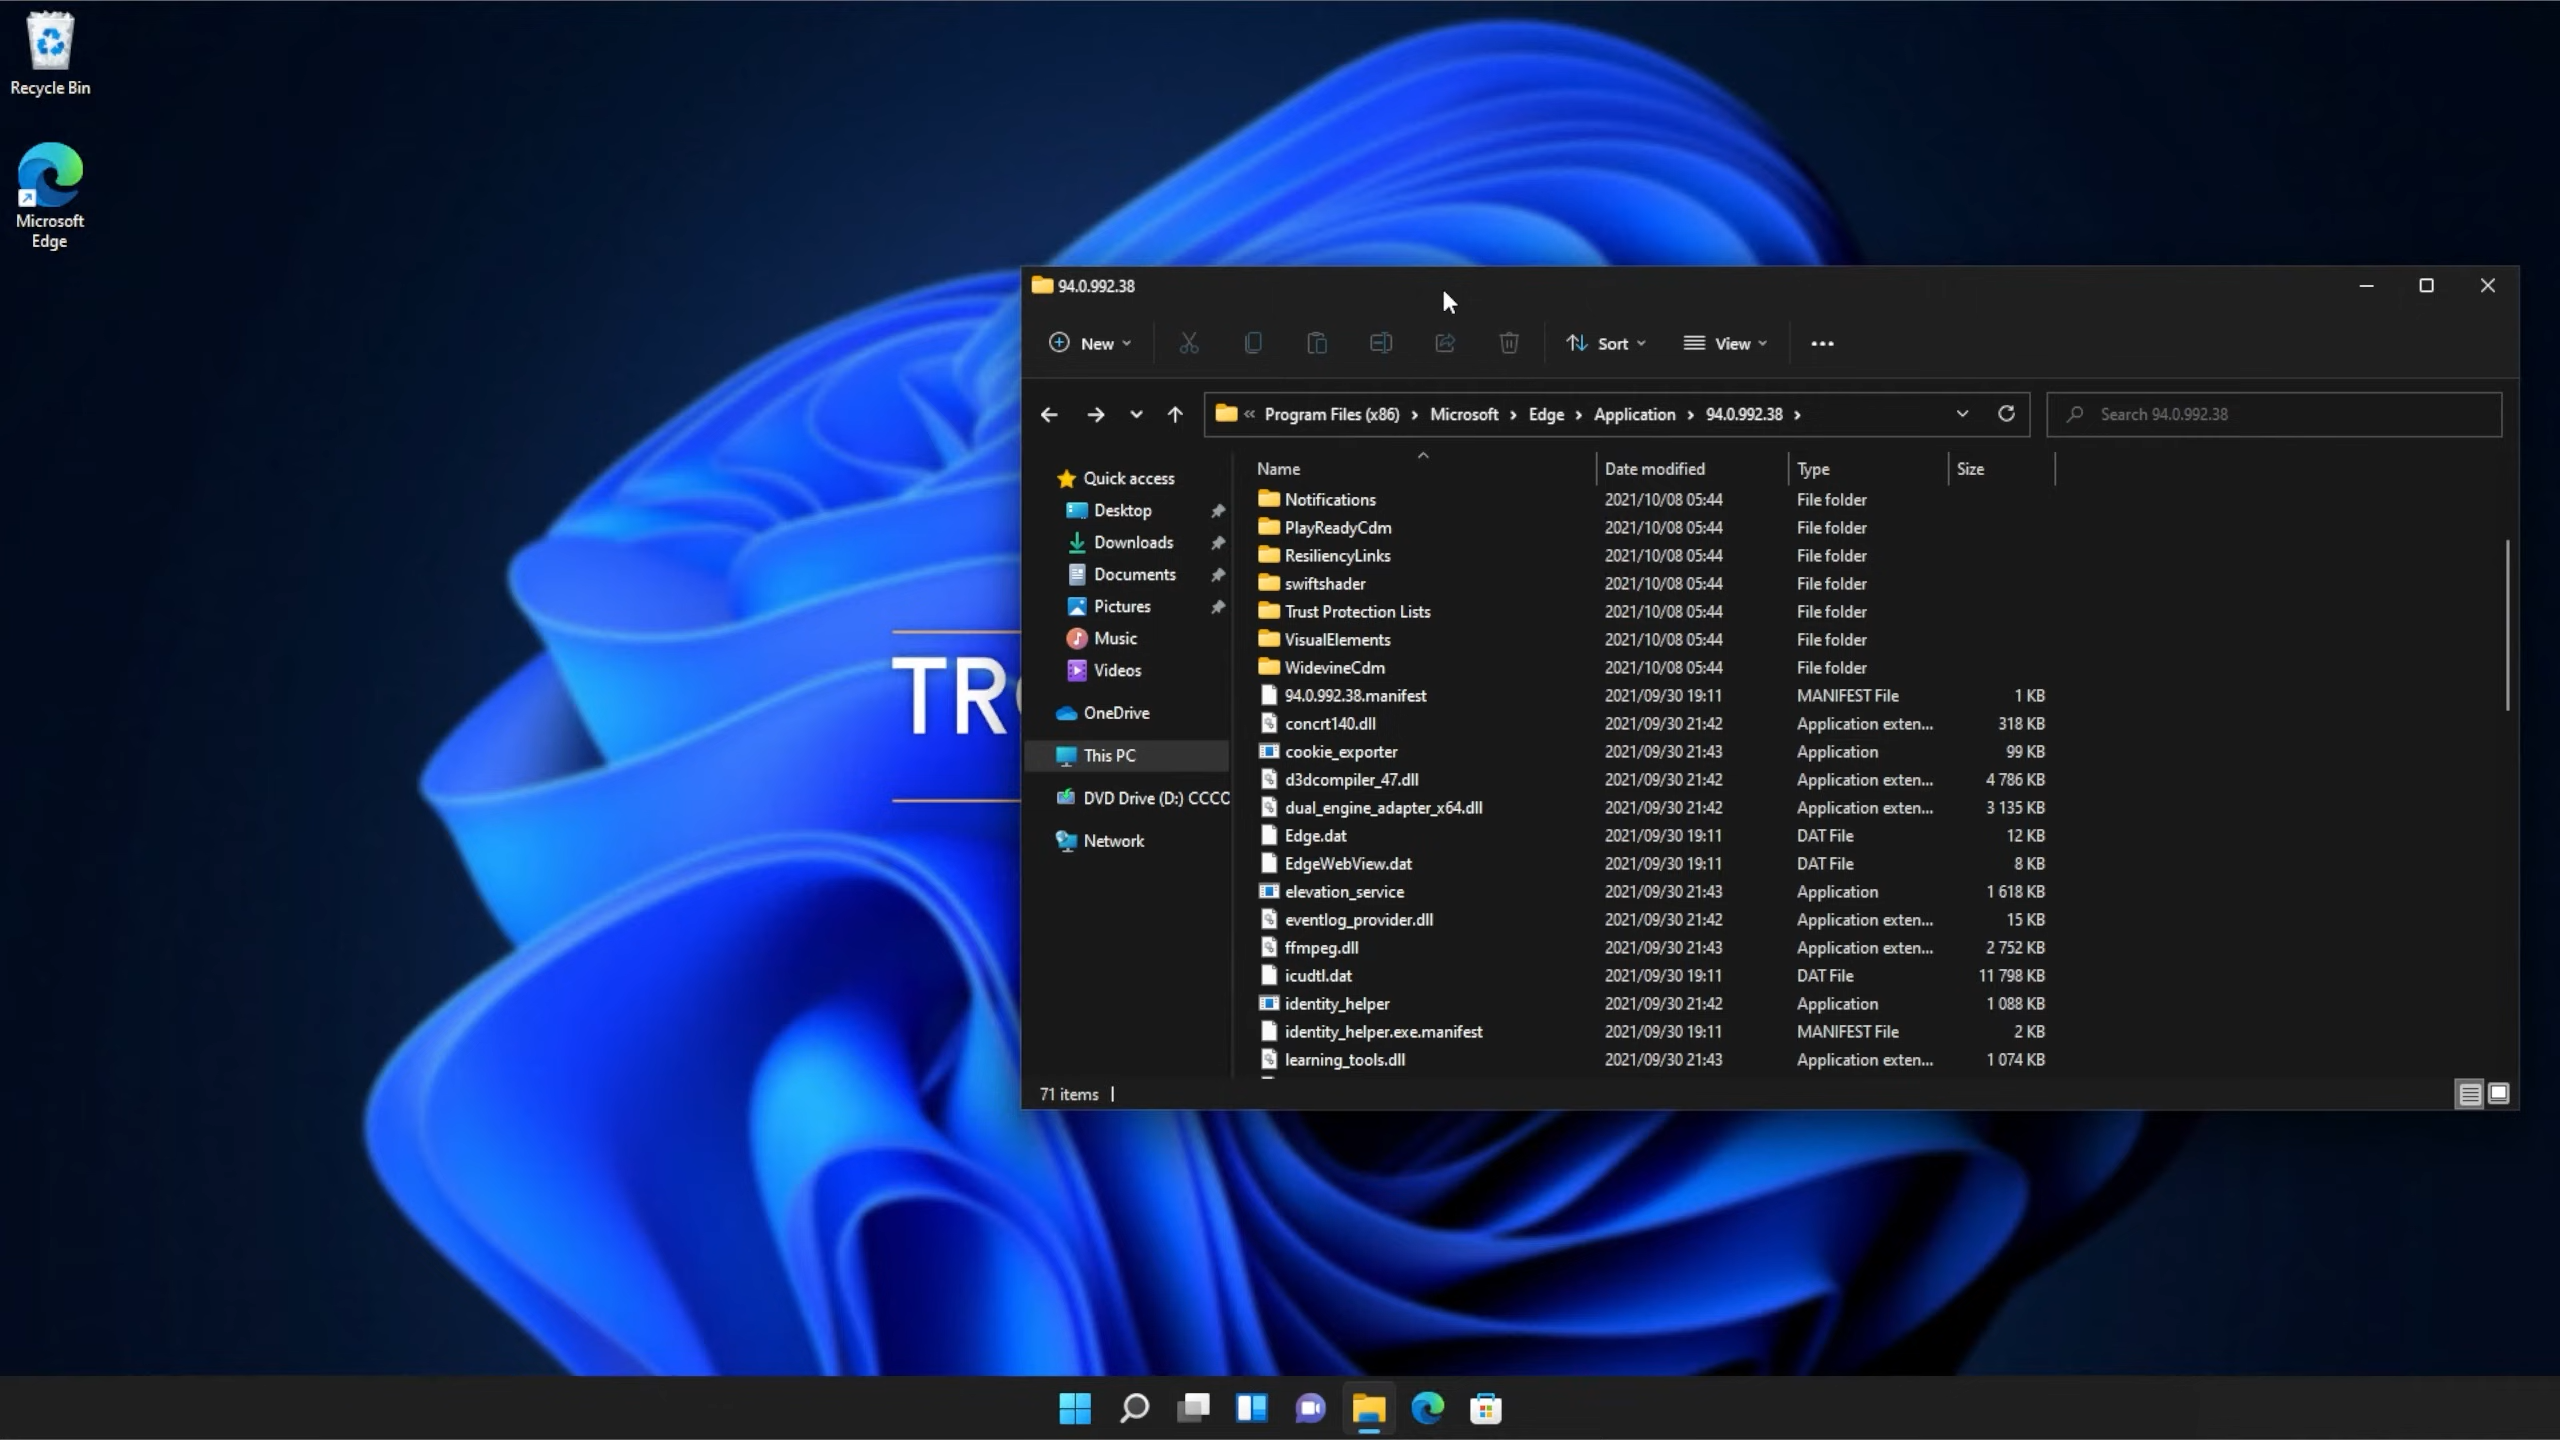 Recycle Bin
Microsoft
Edge
TR
94.0.992.38
New
Sort
View
Program Files (x86) › Microsoft › Edge › Application › 94.0.992.38 ›
Search 94.0.992.38
Quick access
Desktop
Downloads
Documents
Pictures
Music
Videos
OneDrive
This PC
DVD Drive (D:) CCCO
Network
Name Date modified Type Size
Notifications 2021/10/08 05:44 File folder
PlayReadyCdm 2021/10/08 05:44 File folder
ResiliencyLinks 2021/10/08 05:44 File folder
swiftshader 2021/10/08 05:44 File folder
Trust Protection Lists 2021/10/08 05:44 File folder
VisualElements 2021/10/08 05:44 File folder
WidevineCdm 2021/10/08 05:44 File folder
94.0.992.38.manifest 2021/09/30 19:11 MANIFEST File 1 KB
concrt140.dll 2021/09/30 21:42 Application exten... 318 KB
cookie_exporter 2021/09/30 21:43 Application 99 KB
d3dcompiler_47.dll 2021/09/30 21:42 Application exten... 4 786 KB
dual_engine_adapter_x64.dll 2021/09/30 21:42 Application exten... 3 135 KB
Edge.dat 2021/09/30 19:11 DAT File 12 KB
EdgeWebView.dat 2021/09/30 19:11 DAT File 8 KB
elevation_service 2021/09/30 21:43 Application 1 618 KB
eventlog_provider.dll 2021/09/30 21:42 Application exten... 15 KB
ffmpeg.dll 2021/09/30 21:43 Application exten... 2 752 KB
icudtl.dat 2021/09/30 19:11 DAT File 11 798 KB
identity_helper 2021/09/30 21:42 Application 1 088 KB
identity_helper.exe.manifest 2021/09/30 19:11 MANIFEST File 2 KB
learning_tools.dll 2021/09/30 21:43 Application exten... 1 074 KB
71 items